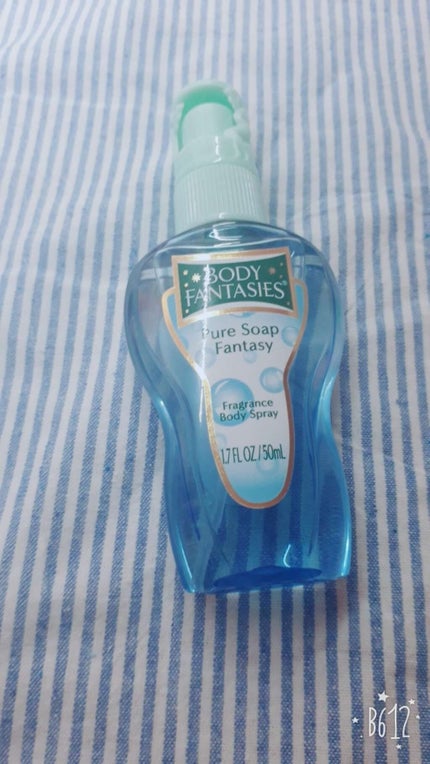 BODY
FANTASIES®
Pure Soap
Fantasy
Fragrance
Body Spray
1.7 FL OZ / 50mL
B612